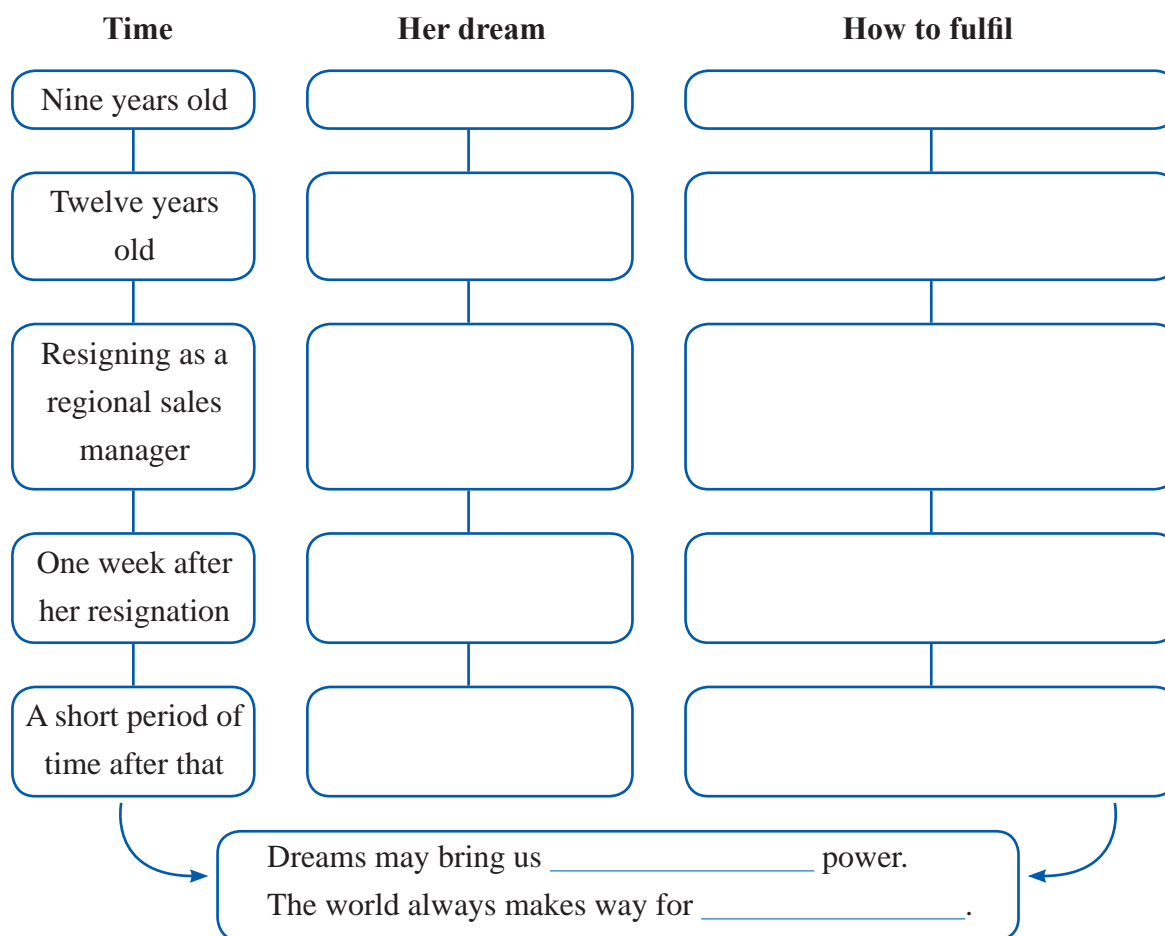 Time Her dream How to fulfil
Nine years old
Twelve years
old
Resigning as a
regional sales
manager
One week after
her resignation
A short period of
time after that
Dreams may bring us ________________ power.
The world always makes way for ________________.